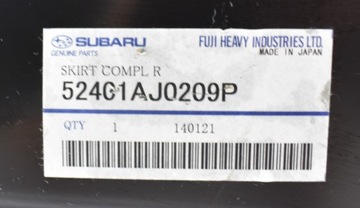 SUBARU
GENUINE PARTS
FUJI HEAVY INDUSTRIES LTD.
MADE IN JAPAN
SKIRT COMPL R
52401AJ0209P
QTY 1 140121